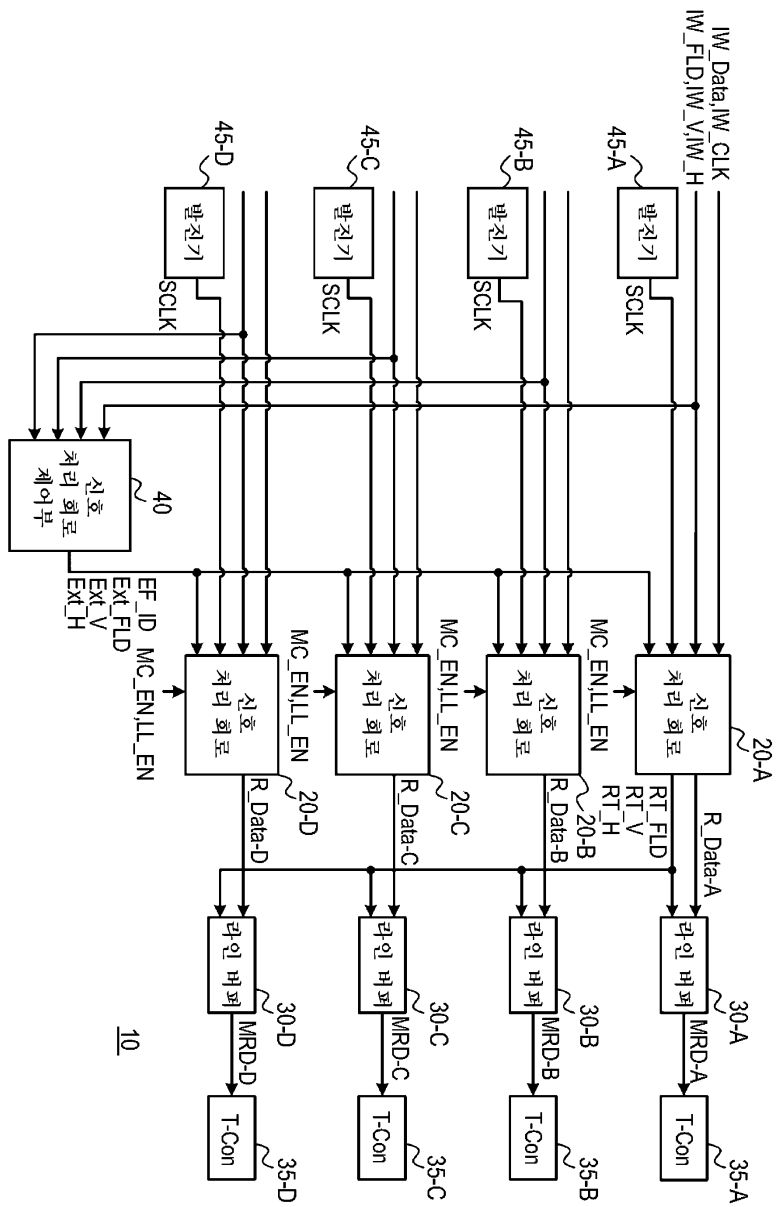 IW_Data,IW_CLK
IW_FLD,IW_V,IW_H
45-A
발진기
SCLK
MC_EN,LL_EN
신호
처리 회로
20-A
R_Data-A
RT_FLD
RT_V
RT_H
라인 버퍼
30-A
MRD-A
T-Con
35-A
45-B
발진기
SCLK
MC_EN,LL_EN
신호
처리 회로
20-B
R_Data-B
라인 버퍼
30-B
MRD-B
T-Con
35-B
45-C
발진기
SCLK
MC_EN,LL_EN
신호
처리 회로
20-C
R_Data-C
라인 버퍼
30-C
MRD-C
T-Con
35-C
45-D
발진기
SCLK
MC_EN,LL_EN
신호
처리 회로
20-D
R_Data-D
라인 버퍼
30-D
MRD-D
T-Con
35-D
40
신호
처리 회로
제어부
EF_ID
Ext_FLD
Ext_V
Ext_H
10